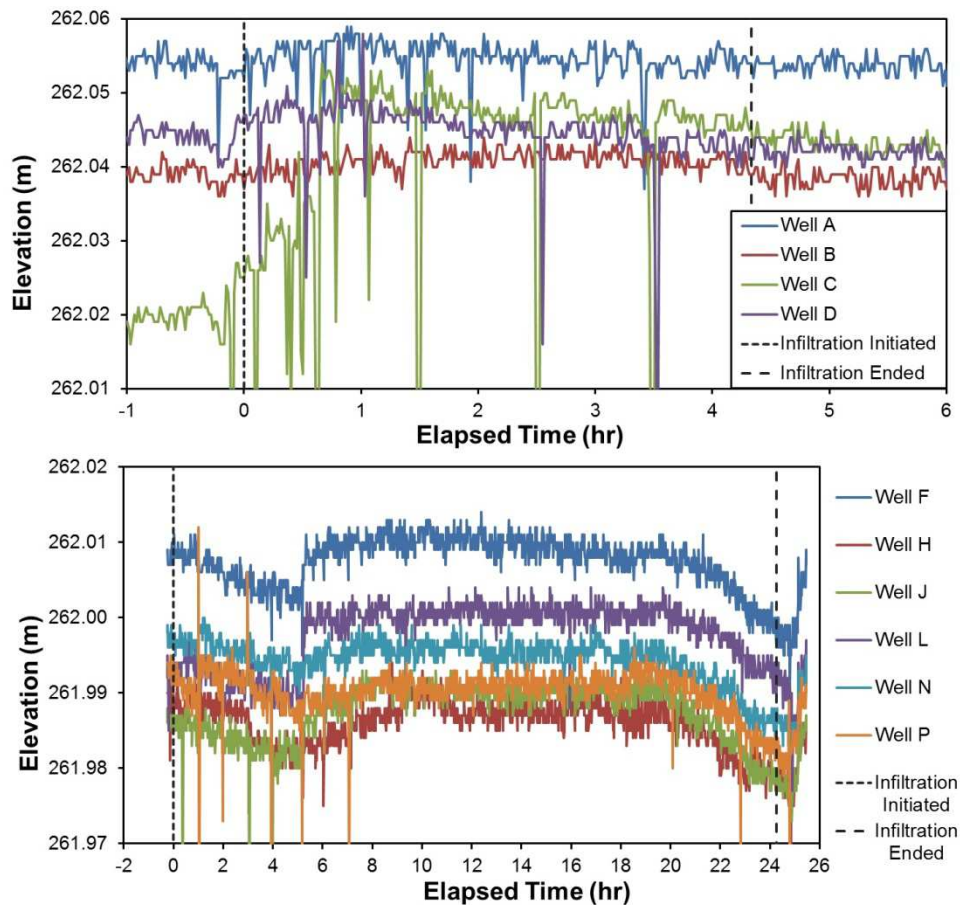 262.06
262.05
262.04
262.03
262.02
262.01
Elevation (m)
-1 0 1 2 3 4 5 6
Elapsed Time (hr)
Well A
Well B
Well C
Well D
Infiltration Initiated
Infiltration Ended
262.02
262.01
262.00
261.99
261.98
261.97
Elevation (m)
-2 0 2 4 6 8 10 12 14 16 18 20 22 24 26
Elapsed Time (hr)
Well F
Well H
Well J
Well L
Well N
Well P
Infiltration
Initiated
Infiltration
Ended